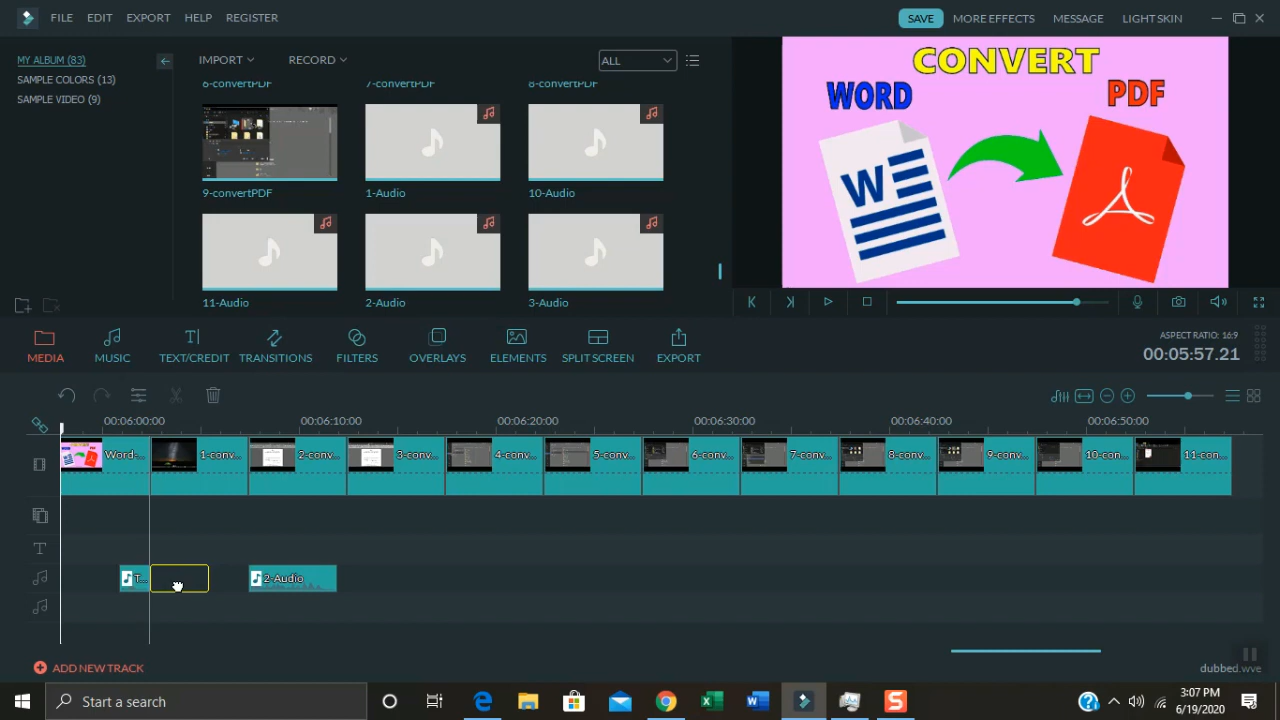 FILE EDIT EXPORT HELP REGISTER SAVE MORE EFFECTS MESSAGE LIGHT SKIN
MY ALBUM (83)
SAMPLE COLORS (13)
SAMPLE VIDEO (9)
IMPORT RECORD ALL
6-convertPDF 7-convertPDF 8-convertPDF
9-convertPDF 1-Audio 10-Audio
11-Audio 2-Audio 3-Audio
CONVERT
WORD PDF
W
MEDIA MUSIC TEXT/CREDIT TRANSITIONS FILTERS OVERLAYS ELEMENTS SPLIT SCREEN EXPORT
ASPECT RATIO: 16:9
00:05:57.21
00:06:00:00 00:06:10:00 00:06:20:00 00:06:30:00 00:06:40:00 00:06:50:00
Word-... 1-conv... 2-conv... 3-conv... 4-conv... 5-conv... 6-conv... 7-conv... 8-conv... 9-conv... 10-con... 11-con...
T
T... 2-Audio
ADD NEW TRACK
dubbed.wve
Start a search
3:07 PM
6/19/2020